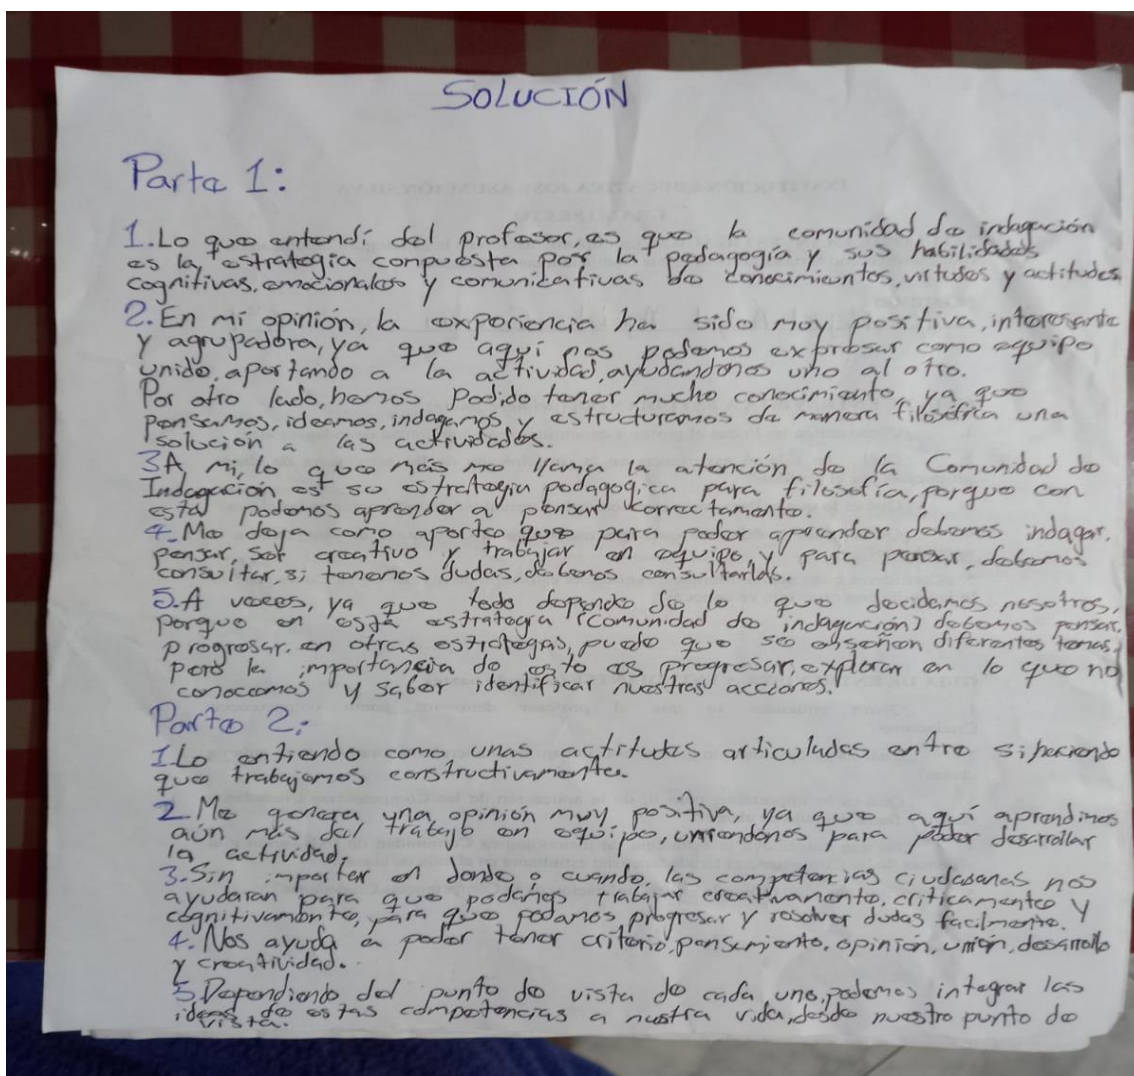 SOLUCIÓN
Parte 1:
1. Lo que entendí del profesor, es que la comunidad de indagación
es la estrategia conpuesta por la pedagogía y sus habilidades
cognitivas, emocionales y comunicativas de conocimientos, virtudes y actitudes
2. En mi opinión, la experiencia ha sido muy positiva, interesante
y agrupadora, ya que aquí nos podemos expresar como equipo
unido, aportando a la actividad, ayudandonos uno al otro.
Por otro lado, hemos podido tener mucho conocimiento, ya que
pensamos, ideamos, indagamos y estructuramos de manera filosófica una
solución a las actividades.
3 A mi, lo que más me llama la atención de la Comunidad de
Indagación es su estrategia pedagogica para filosofía, porque con
esta podemos aprender a pensar correctamente.
4. Me deja como aporte que para poder aprender debemos indagar,
pensar, ser creativo y trabajar en equipo, y para pensar, debemos
consultar, si tenemos dudas, debenos consultarlas.
5. A veces, ya que todo depende de lo que decidamos nosotros,
porque en esta estrategia (comunidad de indagación) debemos pensar,
progresar, en otras estrategas, puede que se enseñen diferentes temas,
pero la importancia de esto es progresar, explorar en lo que no
conocemos y saber identificar nuestras acciones.
Parte 2:
1. Lo entiendo como unas actitudes articuladas entre si, haciendo
que trabajemos constructivamente.
2. Me genera una opinión muy positiva, ya que aquí aprendimos
aún más del trabajo en equipo, uniendonos para poder desarrollar
la actividad.
3. Sin importar en donde o cuando, las competencias ciudadanas nos
ayudaran para que podamos trabajar creativamente, críticamente y
cognitivamente, para que podamos progresar y resolver dudas facilmente.
4. Nos ayuda a poder tener criterio, pensamiento, opinión, unión, desarrollo
y creatividad.
5. Dependiendo del punto de vista de cada uno, podemos integrar las
ideas de estas competencias a nuestra vida, desde nuestro punto de
vista.